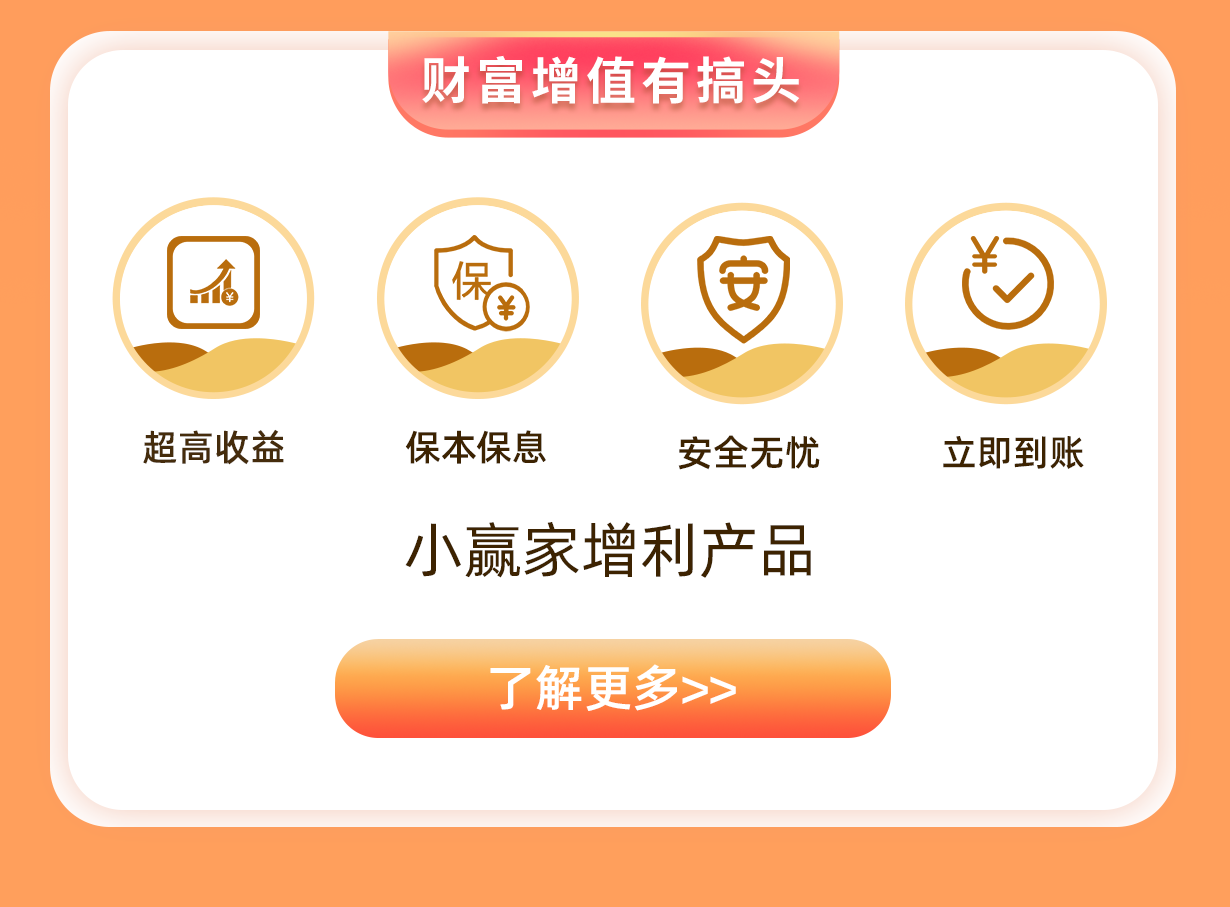 财富增值有搞头
保
安
超高收益
保本保息
安全无忧
立即到账
小赢家增利产品
了解更多>>